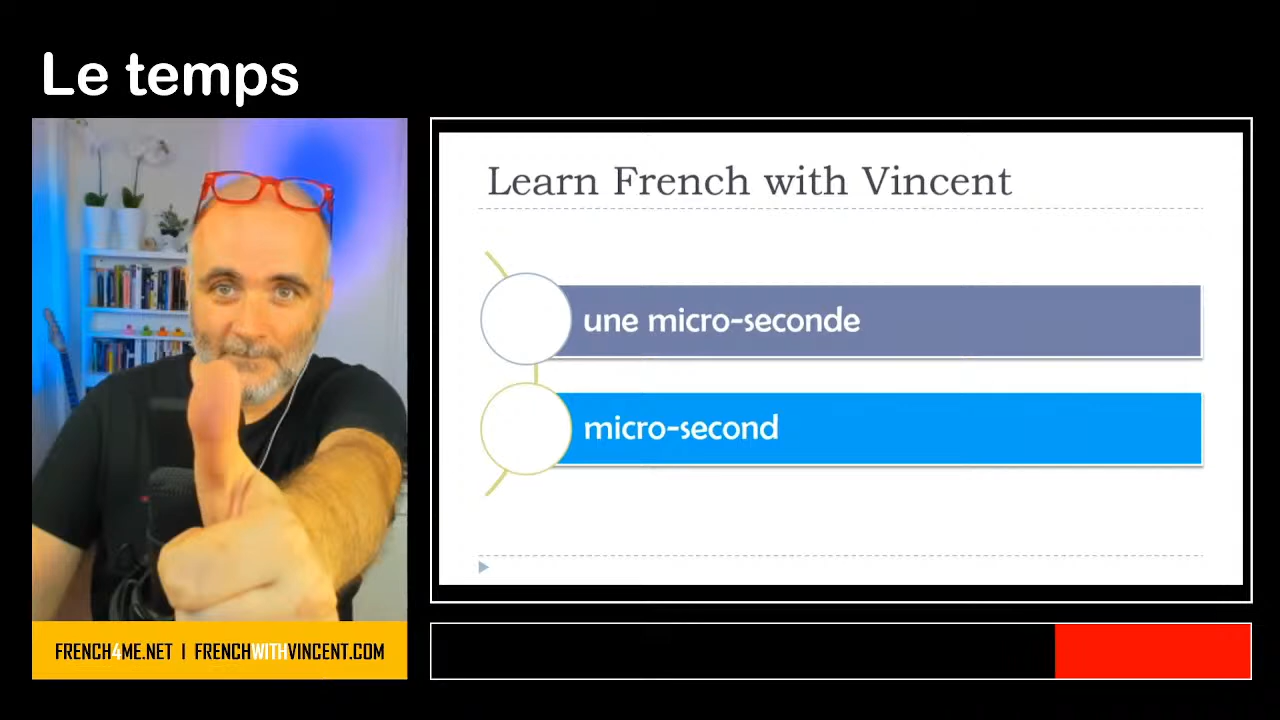 Le temps
Learn French with Vincent
une micro-seconde
micro-second
FRENCH4ME.NET | FRENCHWITHVINCENT.COM